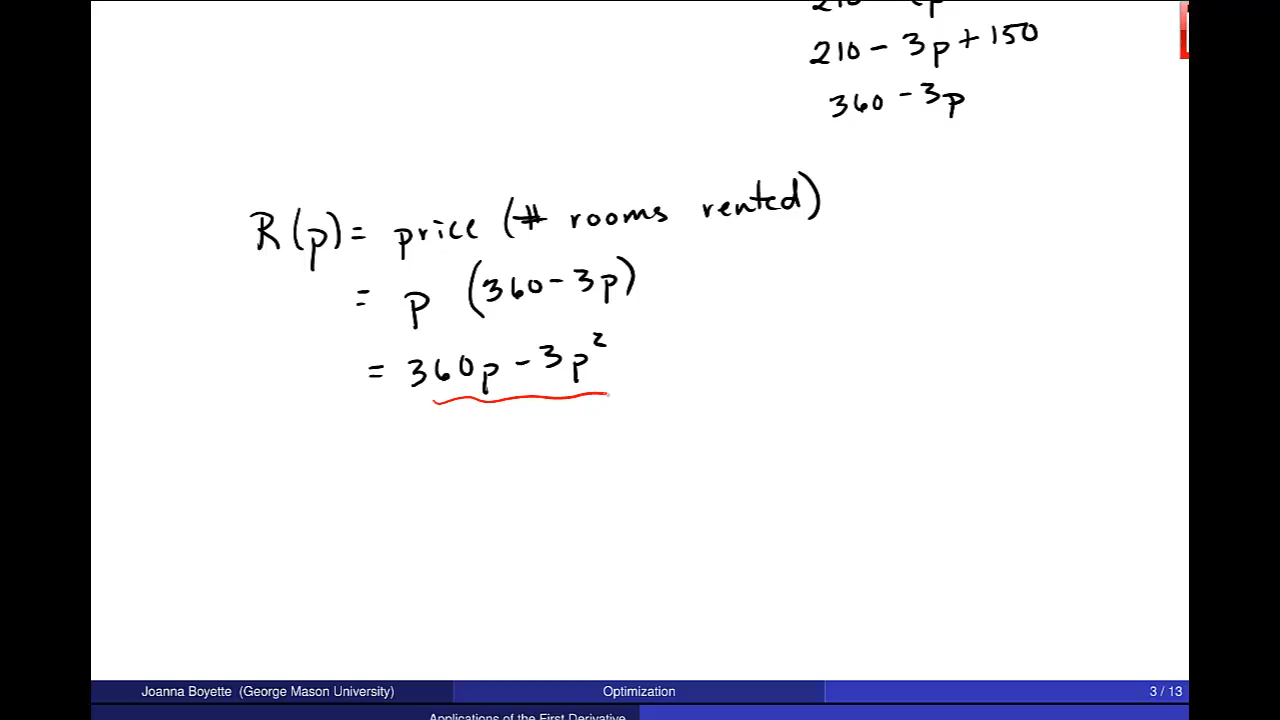 210 - 3p + 150
360 - 3p
R(p) = price (# rooms rented)
= p (360 - 3p)
= 360p - 3p²
Joanna Boyette (George Mason University)
Optimization
3 / 13
Applications of the First Derivative